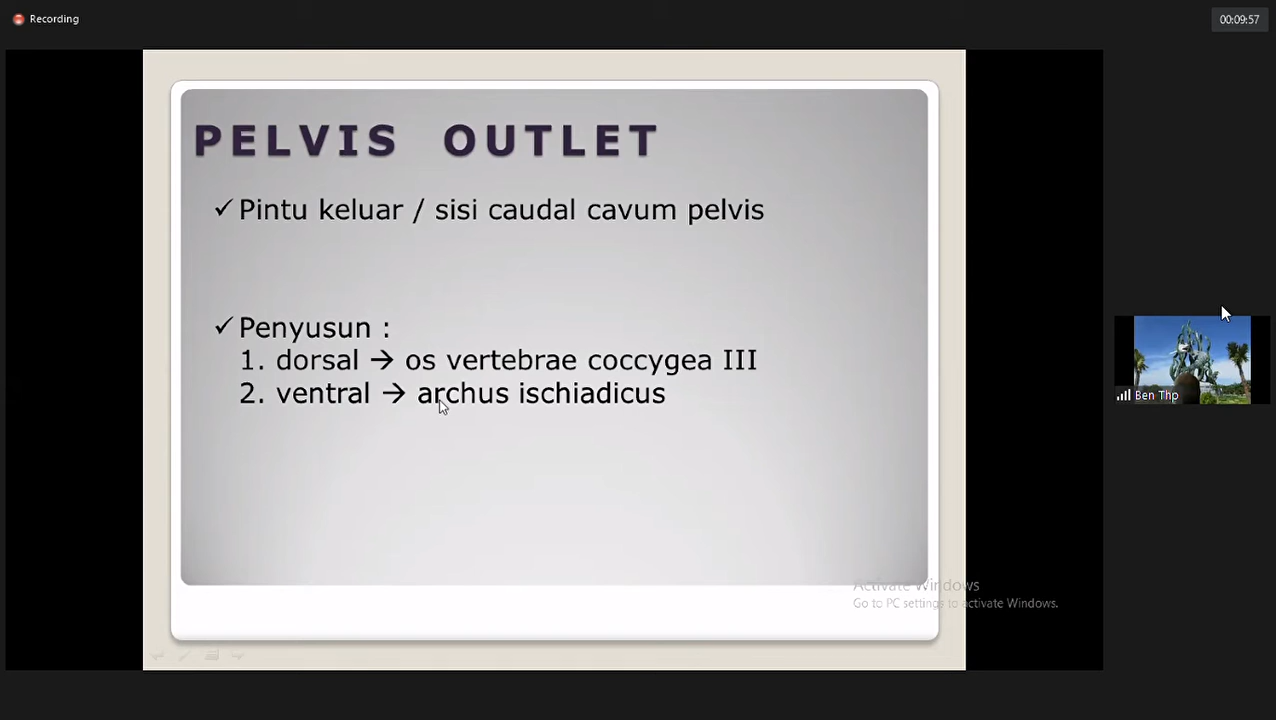 Recording
00:09:57
PELVIS OUTLET
✓ Pintu keluar / sisi caudal cavum pelvis
✓ Penyusun :
1. dorsal → os vertebrae coccygea III
2. ventral → archus ischiadicus
Ben Thp
Activate Windows
Go to PC settings to activate Windows.